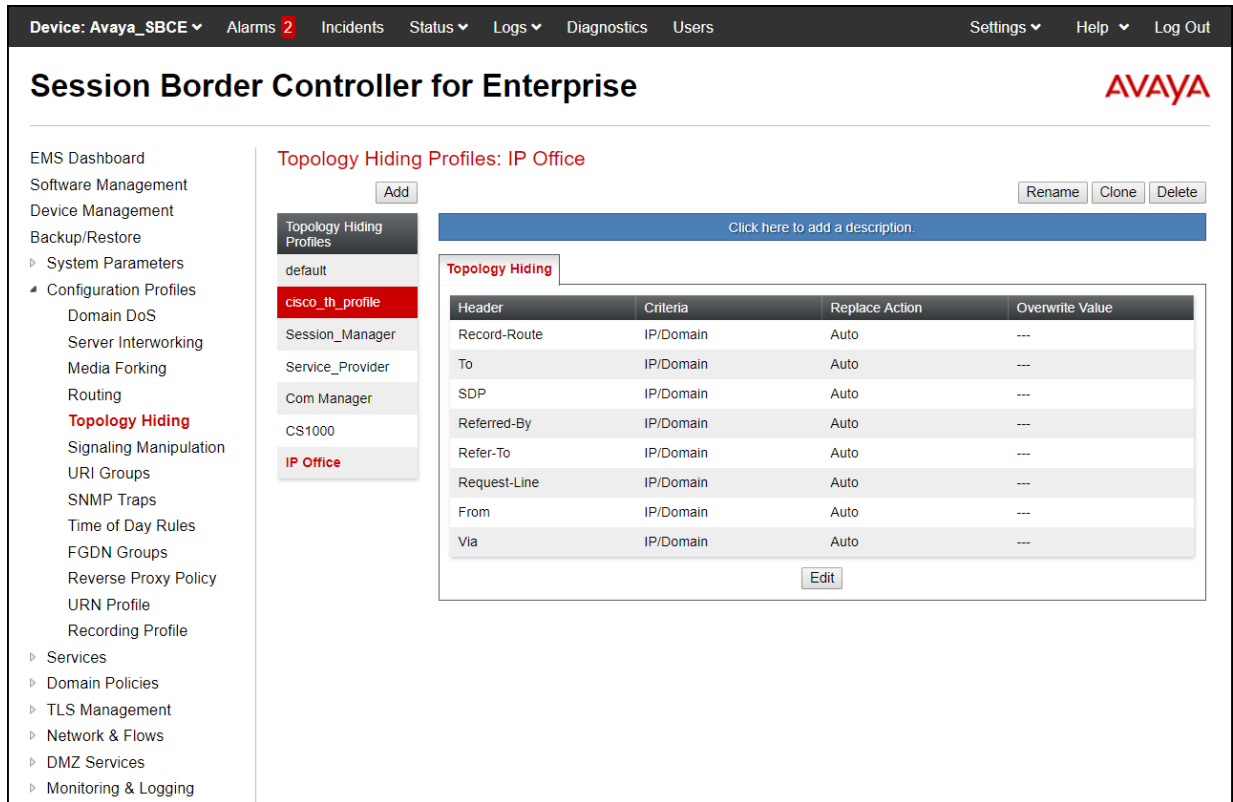 Device: Avaya_SBCE Alarms 2 Incidents Status Logs Diagnostics Users Settings Help Log Out
Session Border Controller for Enterprise
AVAYA
EMS Dashboard
Software Management
Device Management
Backup/Restore
System Parameters
Configuration Profiles
Domain DoS
Server Interworking
Media Forking
Routing
Topology Hiding
Signaling Manipulation
URI Groups
SNMP Traps
Time of Day Rules
FGDN Groups
Reverse Proxy Policy
URN Profile
Recording Profile
Services
Domain Policies
TLS Management
Network & Flows
DMZ Services
Monitoring & Logging
Topology Hiding Profiles: IP Office
Add
Rename Clone Delete
Topology Hiding
Profiles
default
cisco_th_profile
Session_Manager
Service_Provider
Com Manager
CS1000
IP Office
Click here to add a description.
Topology Hiding
Header Criteria Replace Action Overwrite Value
Record-Route IP/Domain Auto ---
To IP/Domain Auto ---
SDP IP/Domain Auto ---
Referred-By IP/Domain Auto ---
Refer-To IP/Domain Auto ---
Request-Line IP/Domain Auto ---
From IP/Domain Auto ---
Via IP/Domain Auto ---
Edit